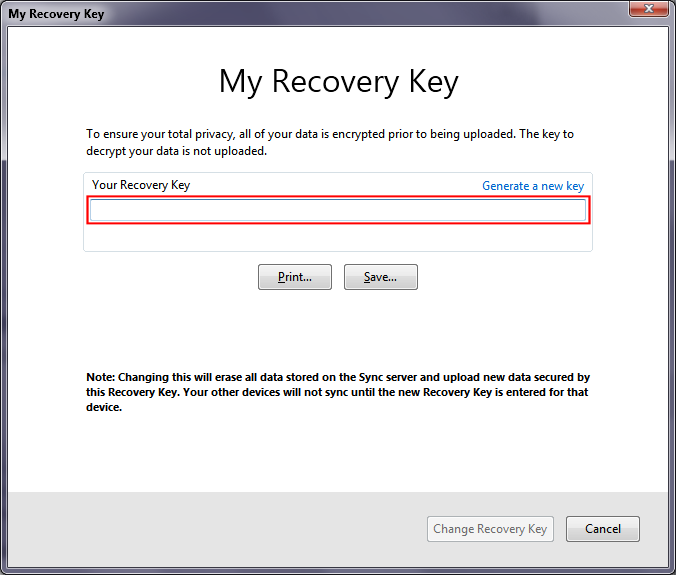 My Recovery Key
My Recovery Key
To ensure your total privacy, all of your data is encrypted prior to being uploaded. The key to
decrypt your data is not uploaded.
Your Recovery Key
Generate a new key
Print...
Save...
Note: Changing this will erase all data stored on the Sync server and upload new data secured by
this Recovery Key. Your other devices will not sync until the new Recovery Key is entered for that
device.
Change Recovery Key
Cancel